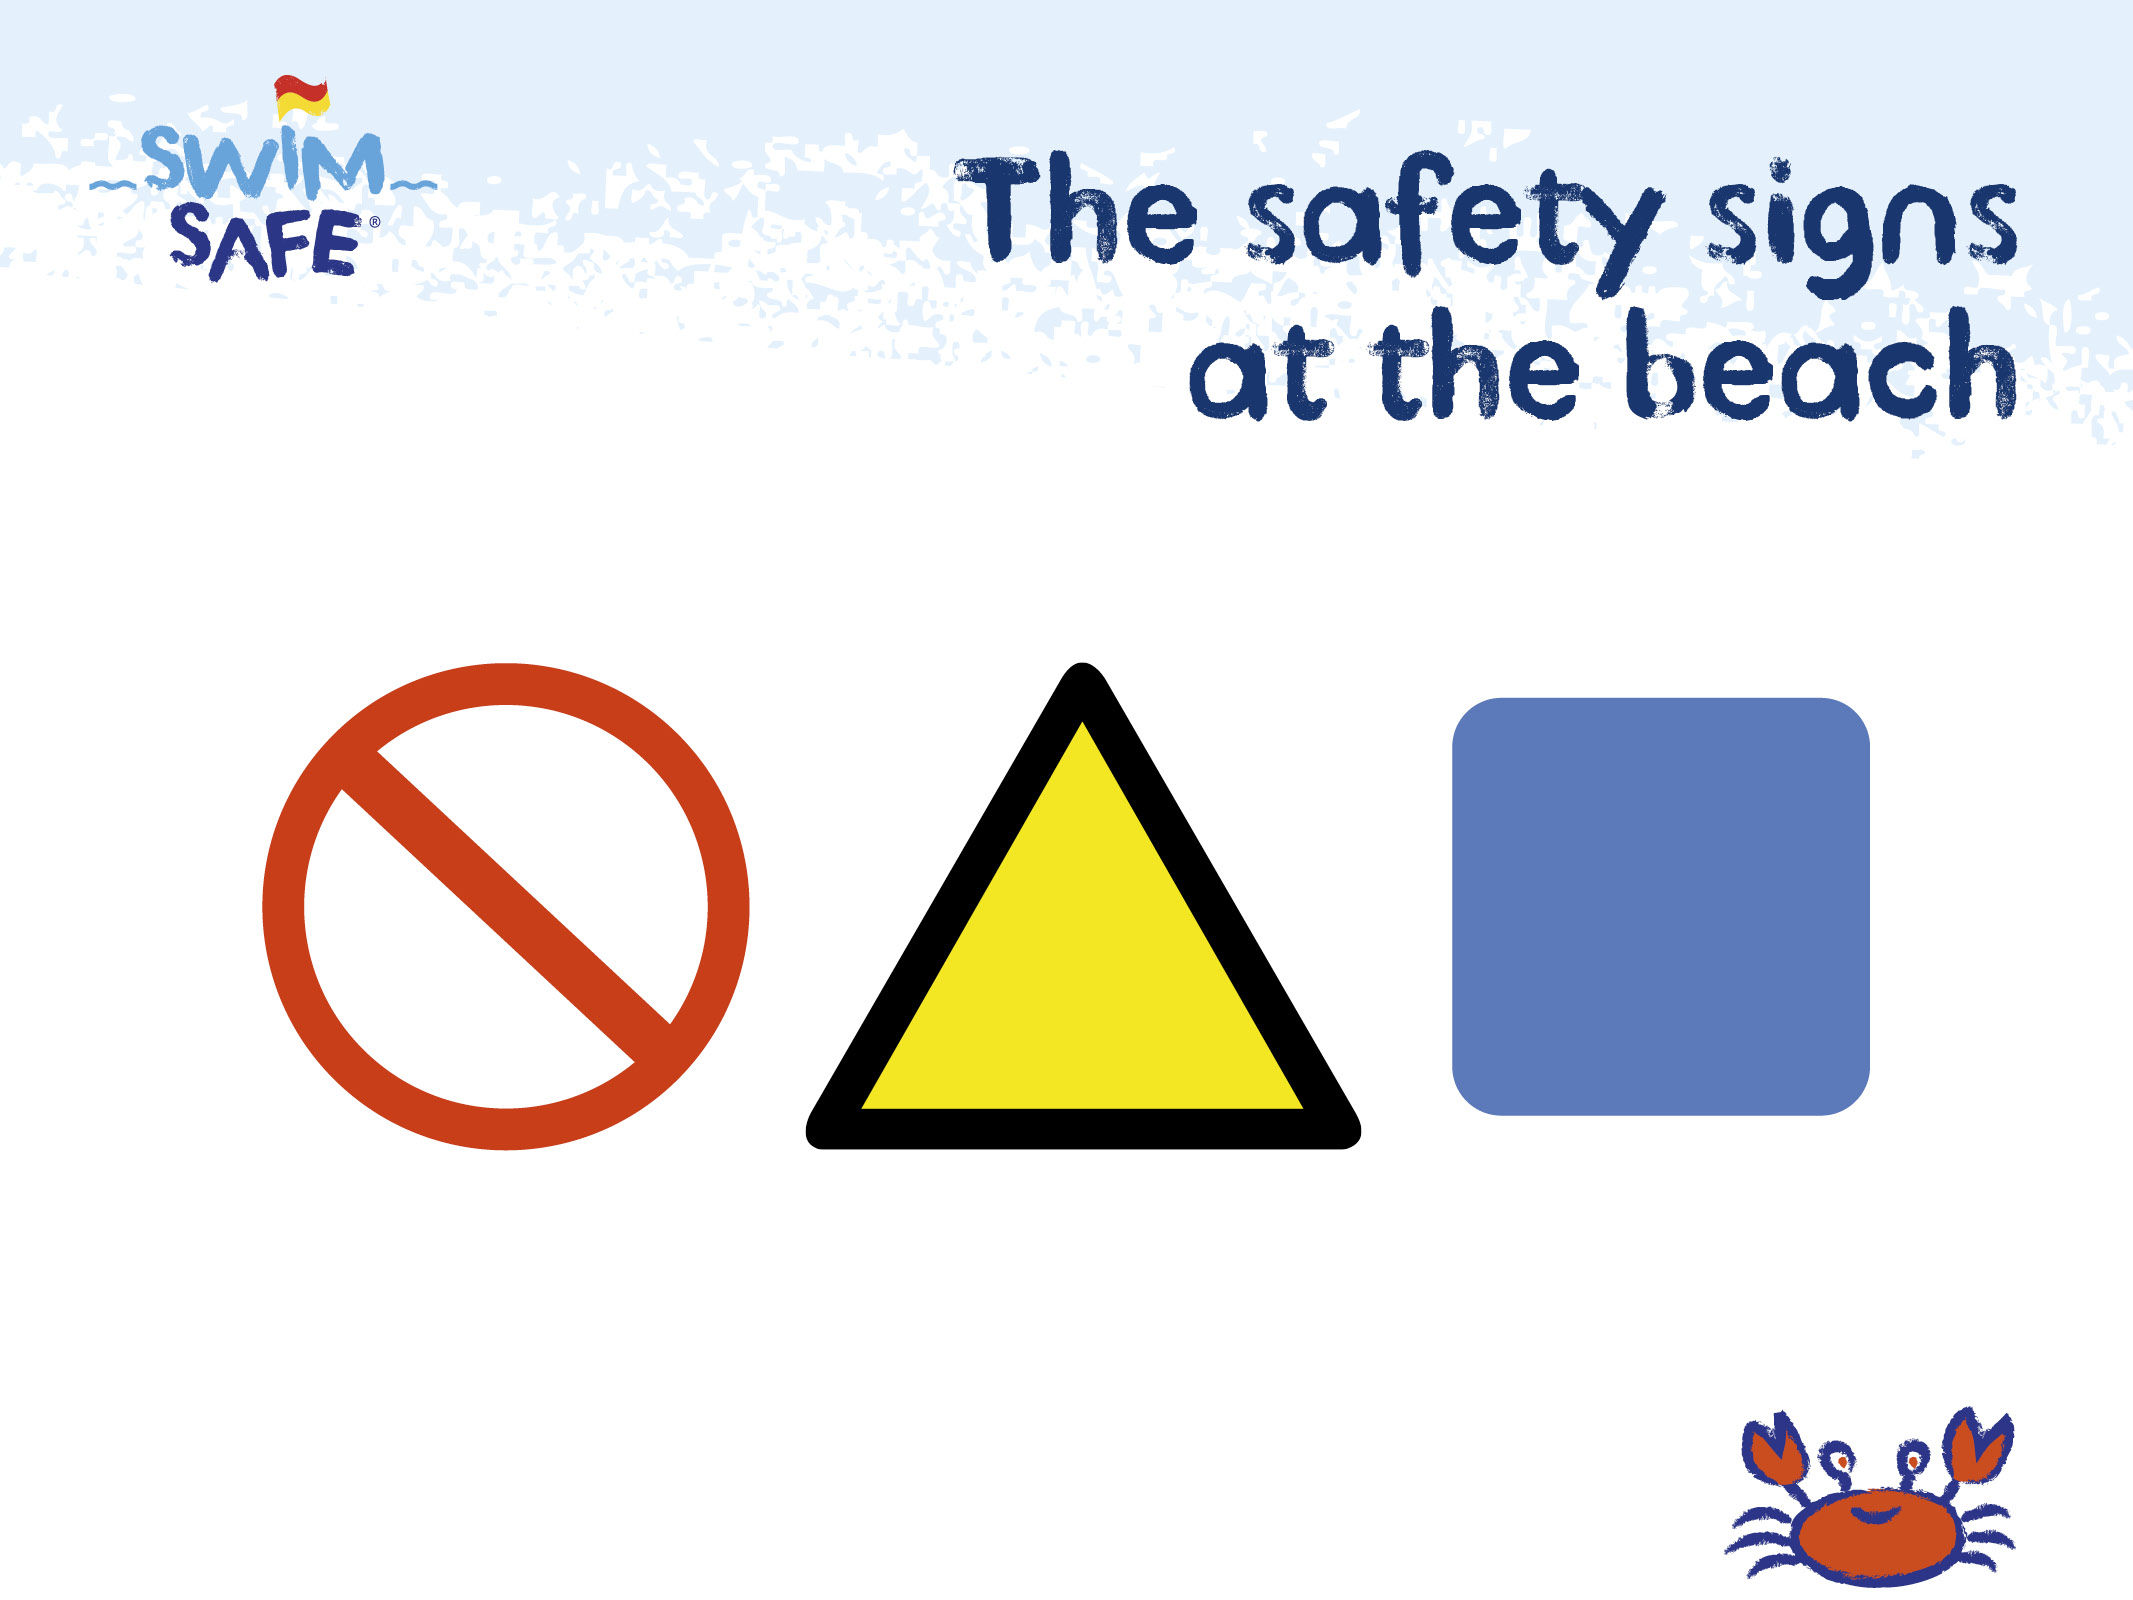 SWIM
SAFE®
The safety signs
at the beach